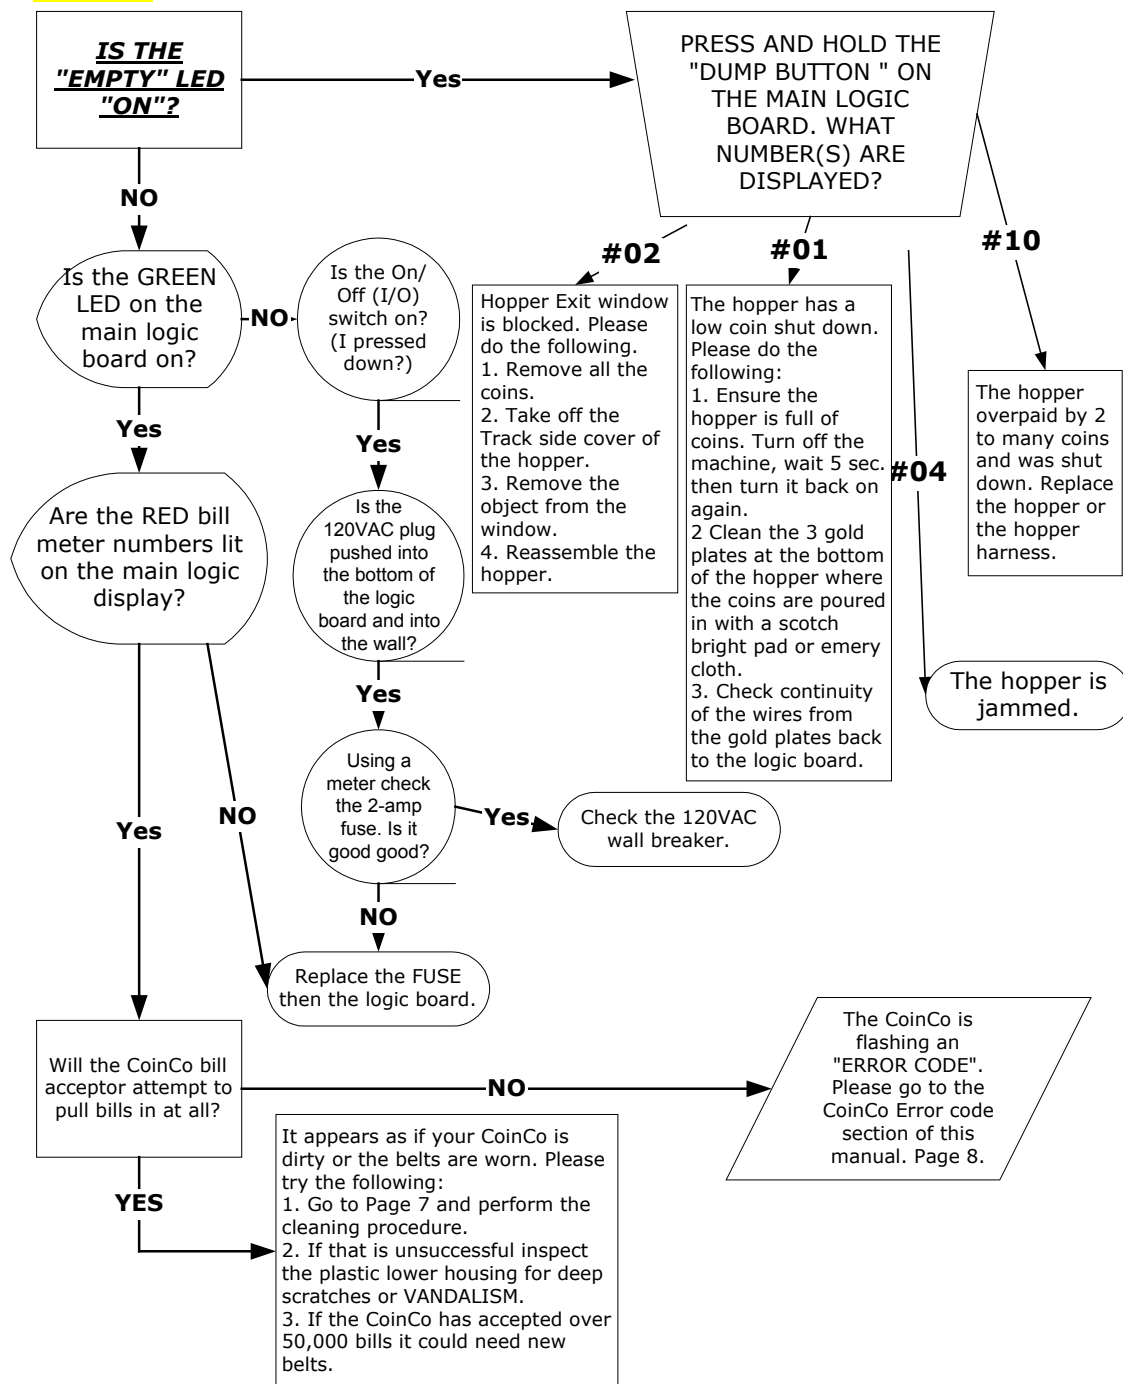 IS THE
"EMPTY" LED
"ON"?
Yes
PRESS AND HOLD THE
"DUMP BUTTON " ON
THE MAIN LOGIC
BOARD. WHAT
NUMBER(S) ARE
DISPLAYED?
NO
#02
#01
#10
#04
Is the GREEN
LED on the
main logic
board on?
NO
Is the On/
Off (I/O)
switch on?
(I pressed
down?)
Hopper Exit window
is blocked. Please
do the following.
1. Remove all the
coins.
2. Take off the
Track side cover of
the hopper.
3. Remove the
object from the
window.
4. Reassemble the
hopper.
The hopper has a
low coin shut down.
Please do the
following:
1. Ensure the
hopper is full of
coins. Turn off the
machine, wait 5 sec.
then turn it back on
again.
2 Clean the 3 gold
plates at the bottom
of the hopper where
the coins are poured
in with a scotch
bright pad or emery
cloth.
3. Check continuity
of the wires from
the gold plates back
to the logic board.
The hopper
overpaid by 2
to many coins
and was shut
down. Replace
the hopper or
the hopper
harness.
The hopper is
jammed.
Yes
Yes
Are the RED bill
meter numbers lit
on the main logic
display?
Is the
120VAC plug
pushed into
the bottom of
the logic
board and into
the wall?
Yes
Using a
meter check
the 2-amp
fuse. Is it
good good?
Yes
Check the 120VAC
wall breaker.
Yes
NO
NO
Replace the FUSE
then the logic board.
Will the CoinCo bill
acceptor attempt to
pull bills in at all?
NO
The CoinCo is
flashing an
"ERROR CODE".
Please go to the
CoinCo Error code
section of this
manual. Page 8.
YES
It appears as if your CoinCo is
dirty or the belts are worn. Please
try the following:
1. Go to Page 7 and perform the
cleaning procedure.
2. If that is unsuccessful inspect
the plastic lower housing for deep
scratches or VANDALISM.
3. If the CoinCo has accepted over
50,000 bills it could need new
belts.